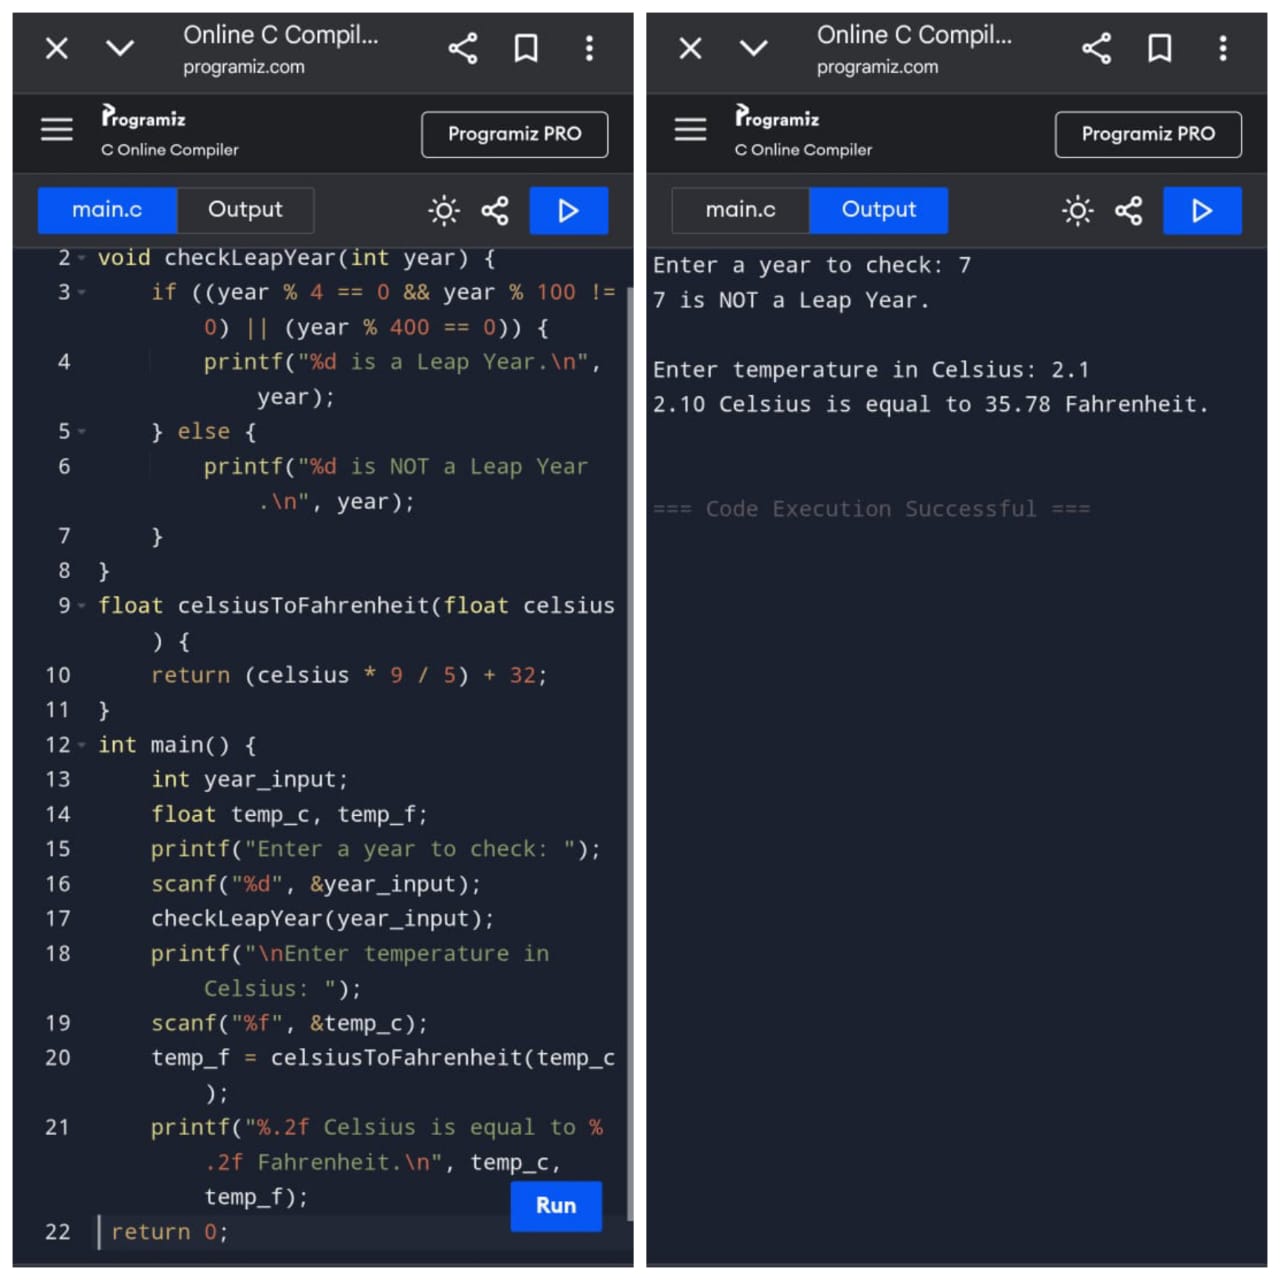 Online C Compil...
programiz.com
Programiz
C Online Compiler
Programiz PRO
main.c
Output
2 void checkLeapYear(int year) {
3 if ((year % 4 == 0 && year % 100 !=
0) || (year % 400 == 0)) {
4 printf("%d is a Leap Year.\n",
year);
5 } else {
6 printf("%d is NOT a Leap Year
.\n", year);
7 }
8 }
9 float celsiusToFahrenheit(float celsius
) {
10 return (celsius * 9 / 5) + 32;
11 }
12 int main() {
13 int year_input;
14 float temp_c, temp_f;
15 printf("Enter a year to check: ");
16 scanf("%d", &year_input);
17 checkLeapYear(year_input);
18 printf("\nEnter temperature in
Celsius: ");
19 scanf("%f", &temp_c);
20 temp_f = celsiusToFahrenheit(temp_c
);
21 printf("%.2f Celsius is equal to %
.2f Fahrenheit.\n", temp_c,
temp_f);
Run
22 return 0;
Online C Compil...
programiz.com
Programiz
C Online Compiler
Programiz PRO
main.c
Output
Enter a year to check: 7
7 is NOT a Leap Year.
Enter temperature in Celsius: 2.1
2.10 Celsius is equal to 35.78 Fahrenheit.
=== Code Execution Successful ===